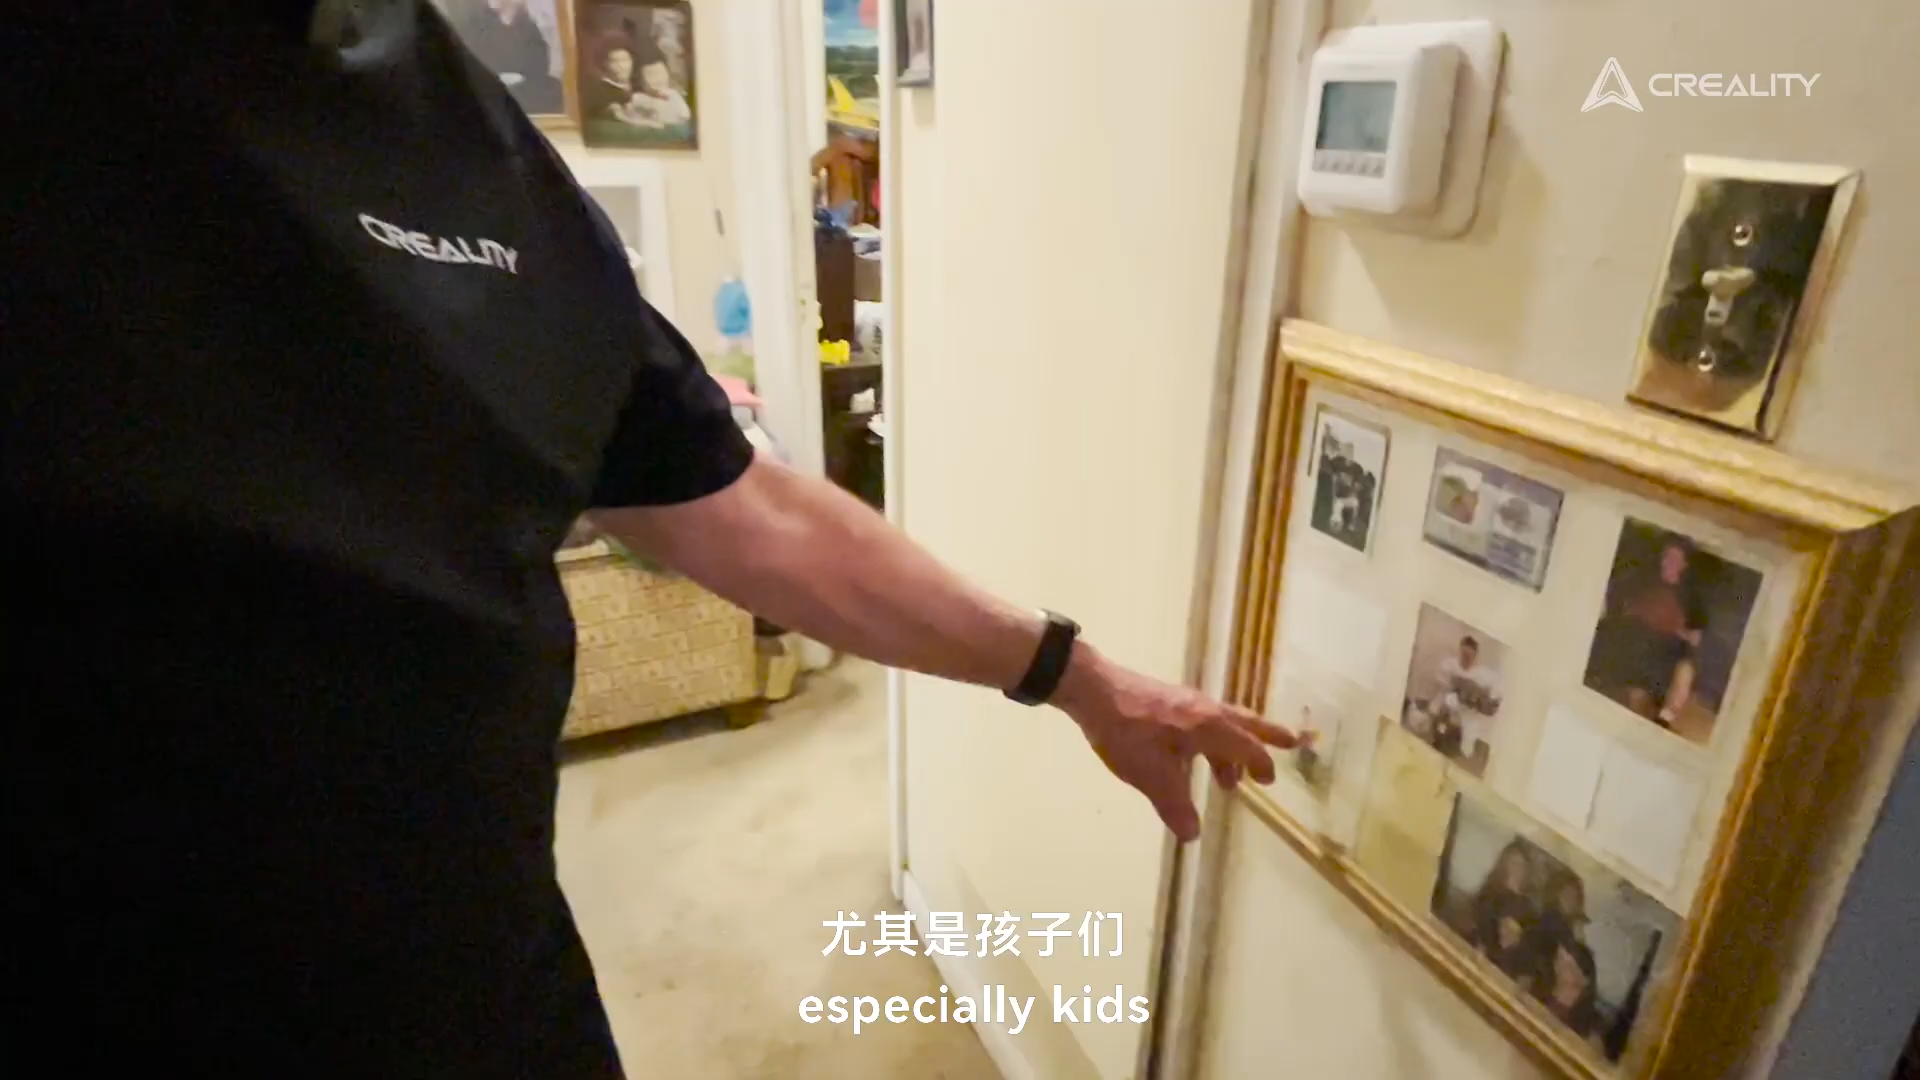 CREALITY
CREALITY
尤其是孩子们
especially kids